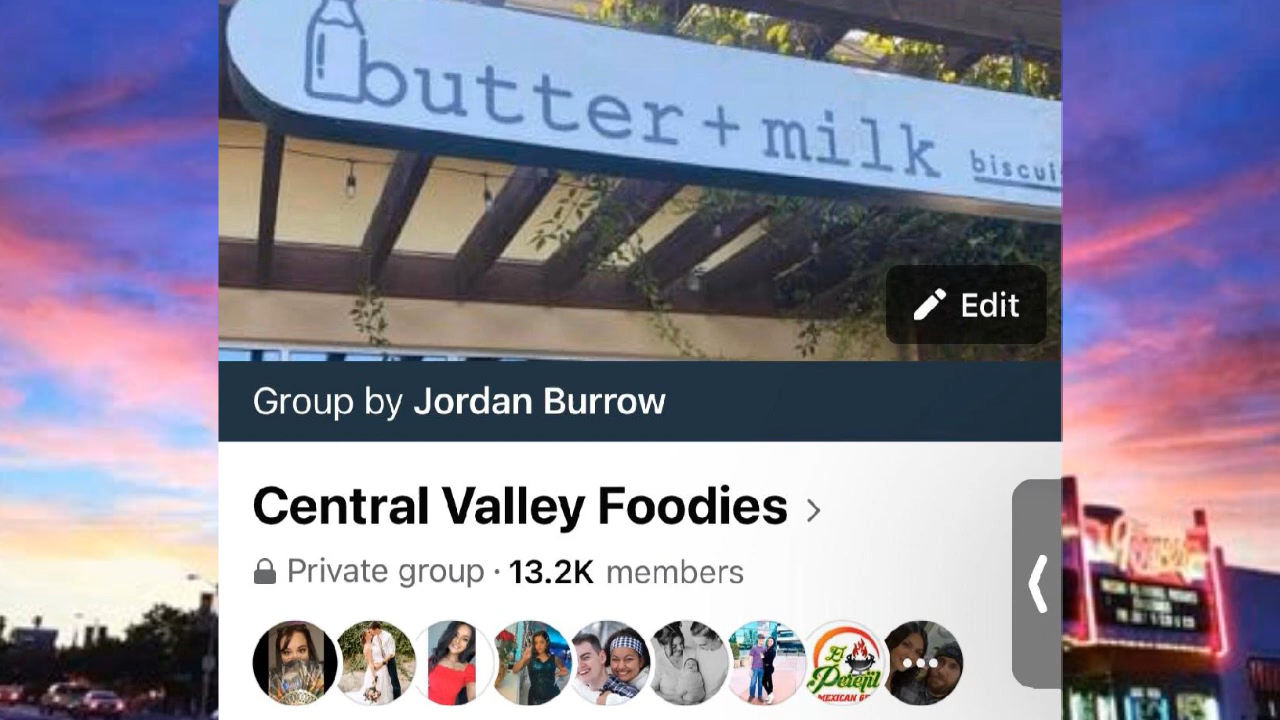 butter + milk
biscui
Edit
Group by Jordan Burrow
Central Valley Foodies
Private group · 13.2K members
El
Perejil
MEXICAN G